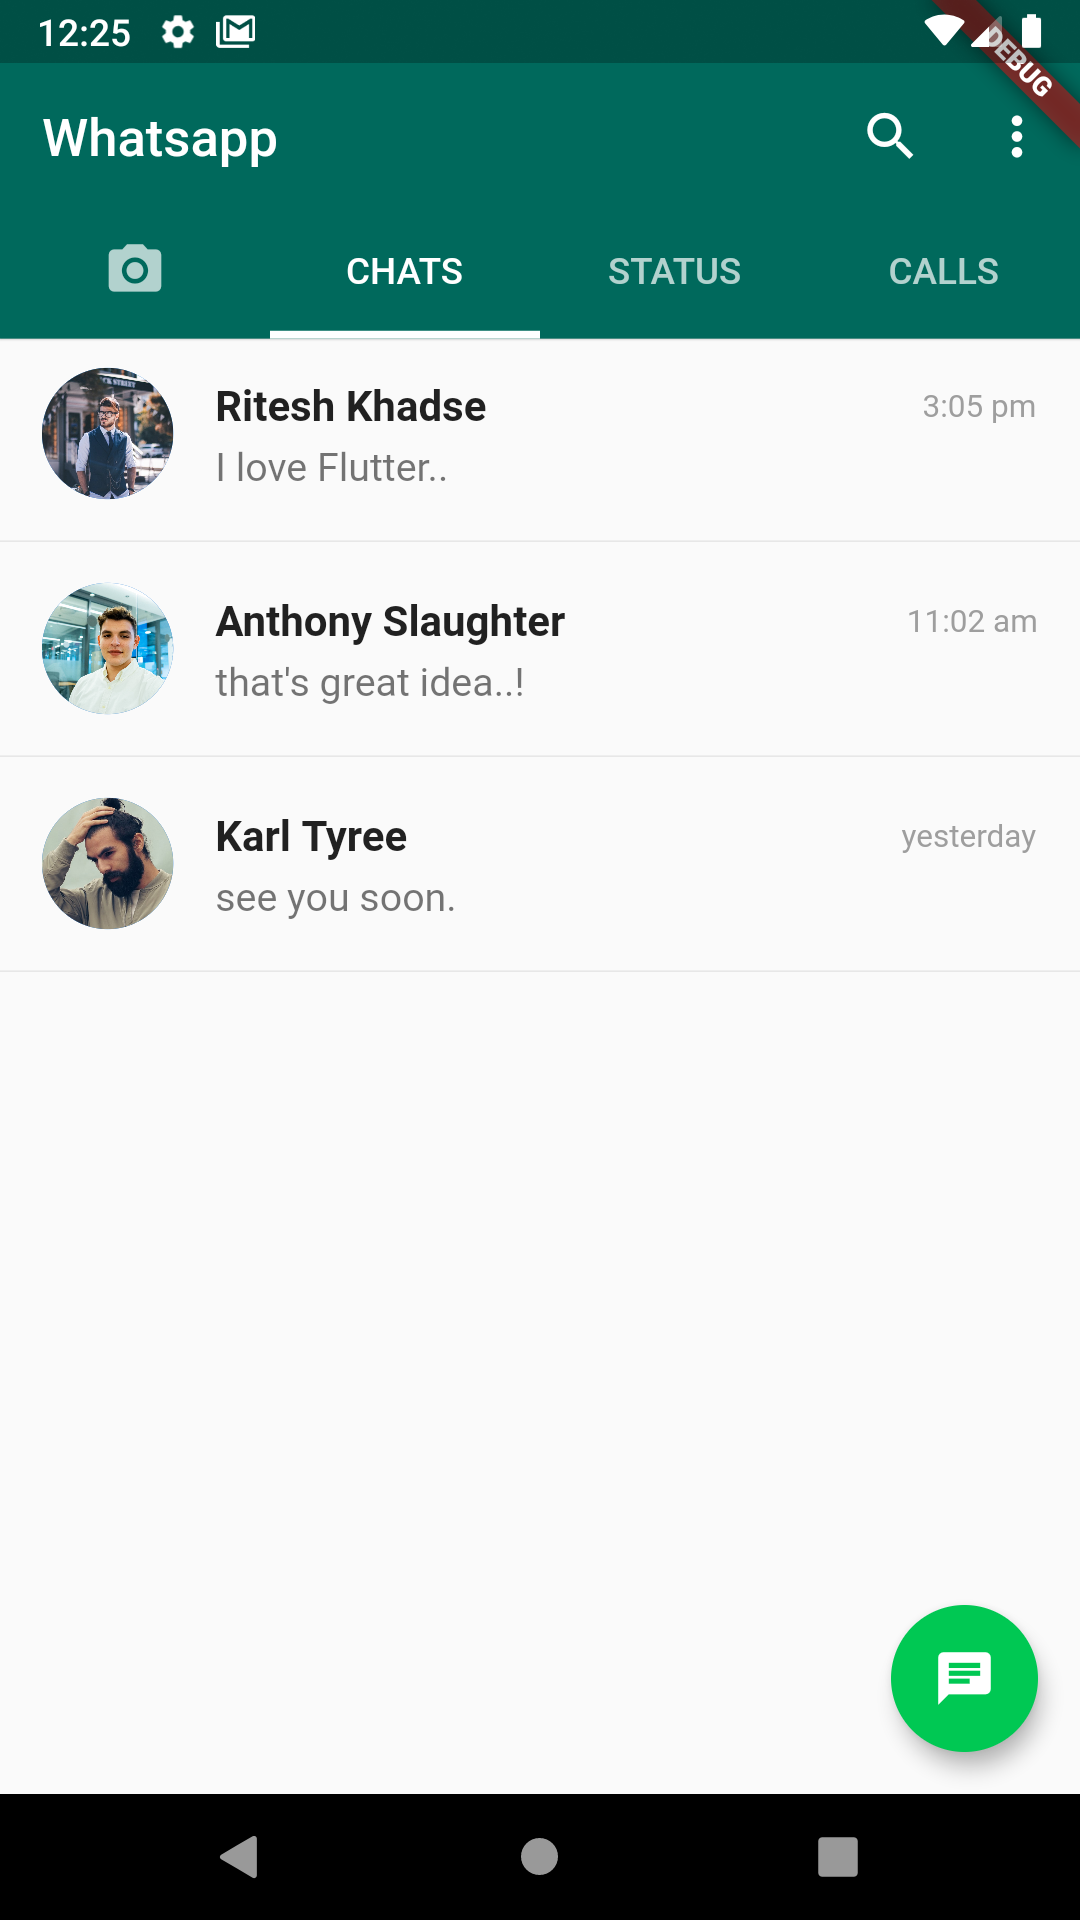 12:25
DEBUG
Whatsapp
CHATS STATUS CALLS
Ritesh Khadse 3:05 pm
I love Flutter..
Anthony Slaughter 11:02 am
that's great idea..!
Karl Tyree yesterday
see you soon.